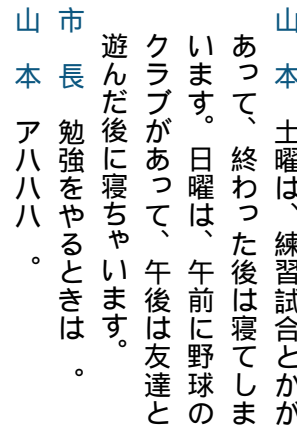 山本 土曜は、練習試合とかが
あって、終わった後は寝てしま
います。日曜は、午前に野球の
クラブがあって、午後は友達と
遊んだ後に寝ちゃいます。
市長 勉強をやるときは 。
山本 アハハハ 。